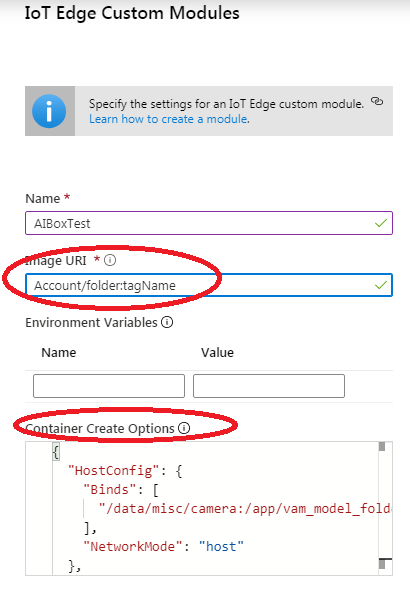 IoT Edge Custom Modules
Specify the settings for an IoT Edge custom module.
Learn how to create a module.
Name *
AIBoxTest
Image URI *
Account/folder:tagName
Environment Variables
Name Value
Container Create Options
{
"HostConfig": {
"Binds": [
"/data/misc/camera:/app/vam_model_folde
],
"NetworkMode": "host"
},